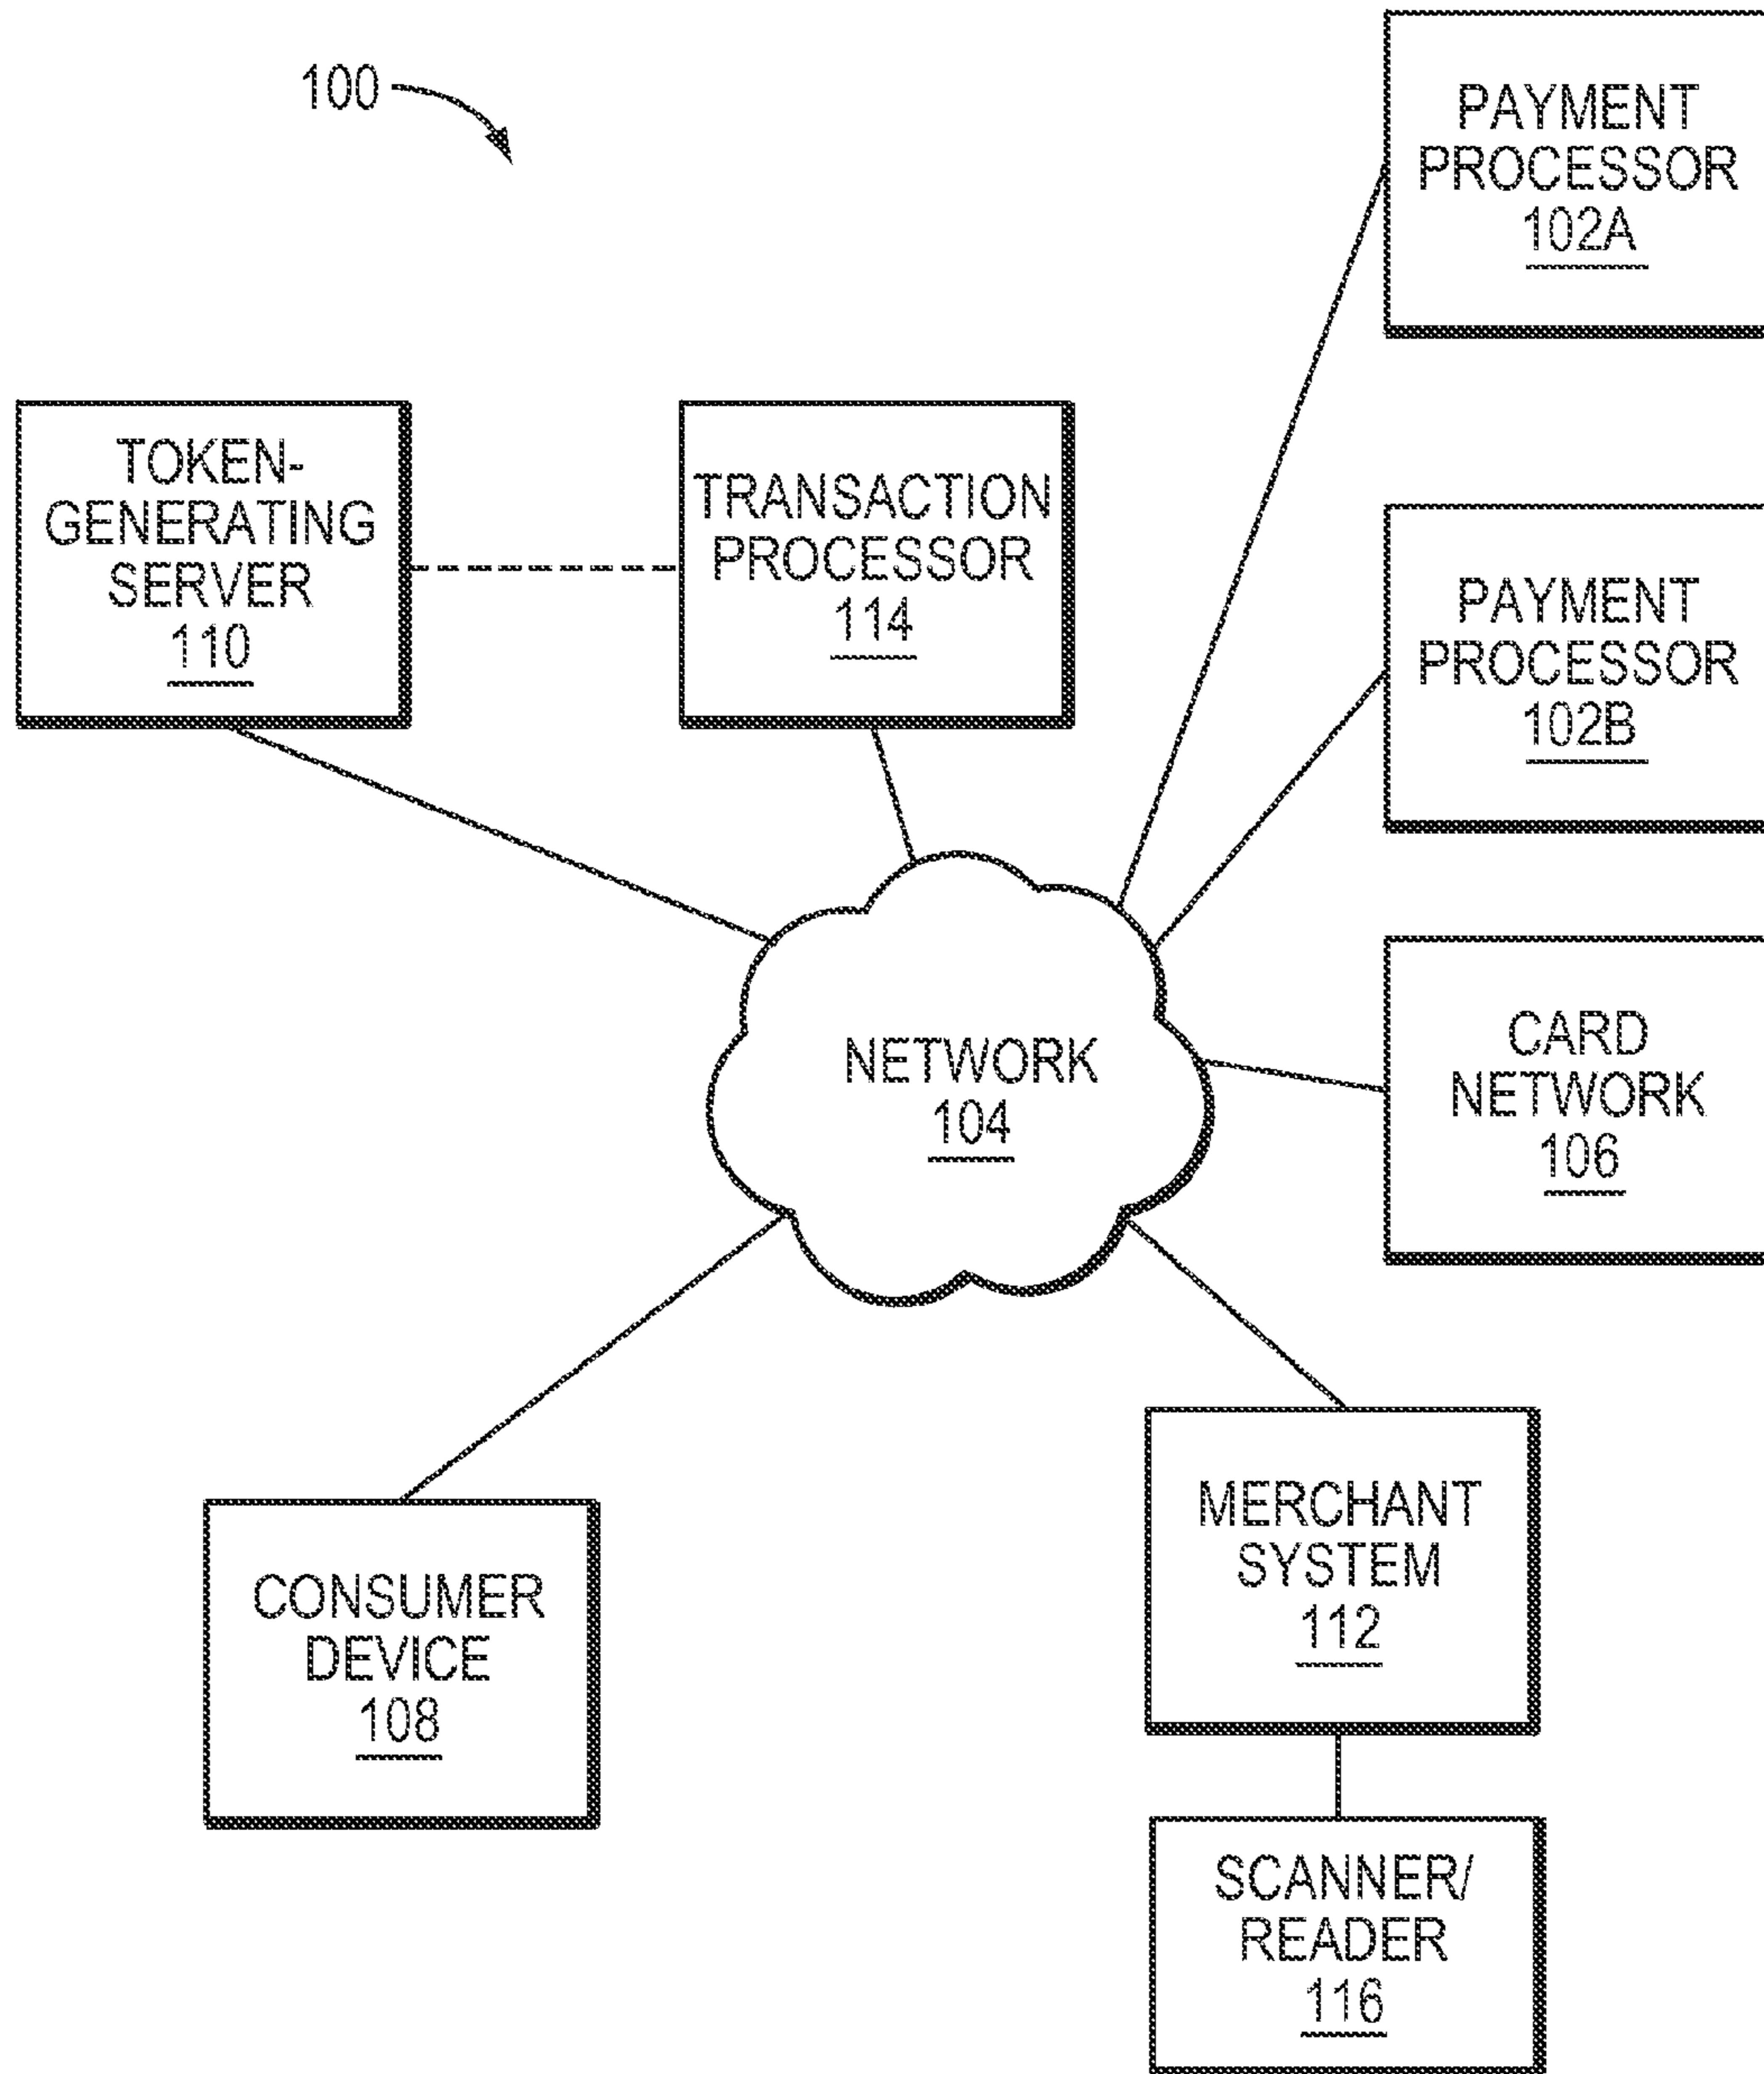 100
PAYMENT
PROCESSOR
102A
TOKEN-
GENERATING
SERVER
110
TRANSACTION
PROCESSOR
114
PAYMENT
PROCESSOR
102B
NETWORK
104
CARD
NETWORK
106
CONSUMER
DEVICE
108
MERCHANT
SYSTEM
112
SCANNER/
READER
116